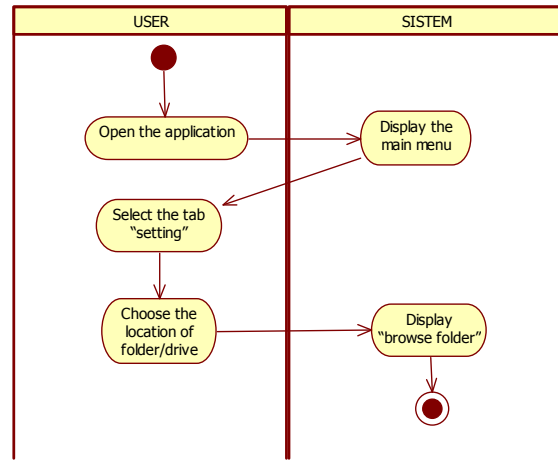 USER
SISTEM
Open the application
Display the
main menu
Select the tab
“setting”
Choose the
location of
folder/drive
Display
“browse folder”